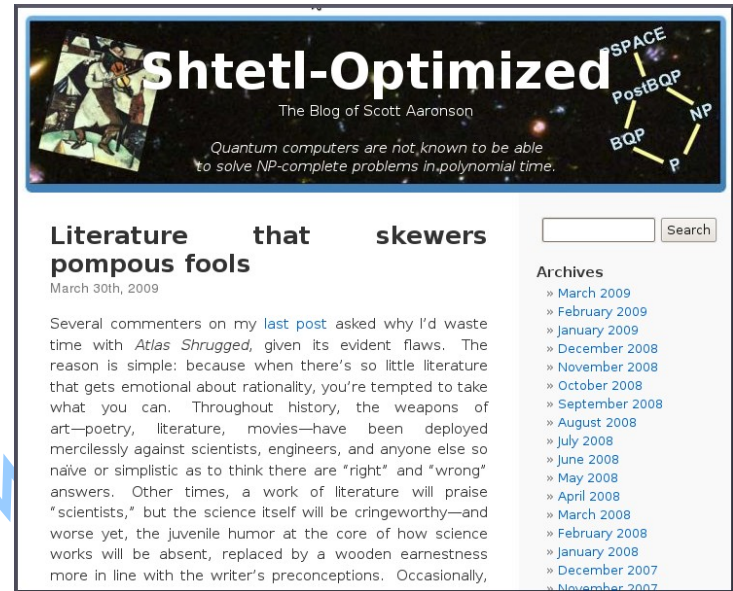 Shtetl-Optimized
The Blog of Scott Aaronson
Quantum computers are not known to be able
to solve NP-complete problems in polynomial time.
PSPACE
PostBQP
NP
BQP
P
Literature that skewers
pompous fools
March 30th, 2009
Several commenters on my last post asked why I’d waste
time with Atlas Shrugged, given its evident flaws. The
reason is simple: because when there’s so little literature
that gets emotional about rationality, you’re tempted to take
what you can. Throughout history, the weapons of
art—poetry, literature, movies—have been deployed
mercilessly against scientists, engineers, and anyone else so
naïve or simplistic as to think there are “right” and “wrong”
answers. Other times, a work of literature will praise
“scientists,” but the science itself will be cringeworthy—and
worse yet, the juvenile humor at the core of how science
works will be absent, replaced by a wooden earnestness
more in line with the writer’s preconceptions. Occasionally,
Search
Archives
» March 2009
» February 2009
» January 2009
» December 2008
» November 2008
» October 2008
» September 2008
» August 2008
» July 2008
» June 2008
» May 2008
» April 2008
» March 2008
» February 2008
» January 2008
» December 2007
» November 2007